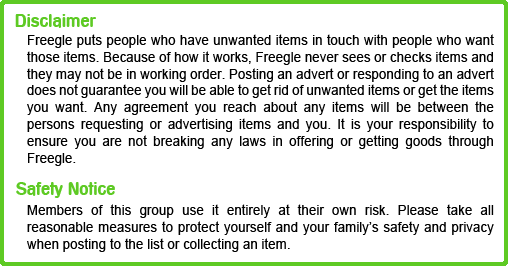 Disclaimer
Freegle puts people who have unwanted items in touch with people who want
those items. Because of how it works, Freegle never sees or checks items and
they may not be in working order. Posting an advert or responding to an advert
does not guarantee you will be able to get rid of unwanted items or get the items
you want. Any agreement you reach about any items will be between the
persons requesting or advertising items and you. It is your responsibility to
ensure you are not breaking any laws in offering or getting goods through
Freegle.
Safety Notice
Members of this group use it entirely at their own risk. Please take all
reasonable measures to protect yourself and your family's safety and privacy
when posting to the list or collecting an item.